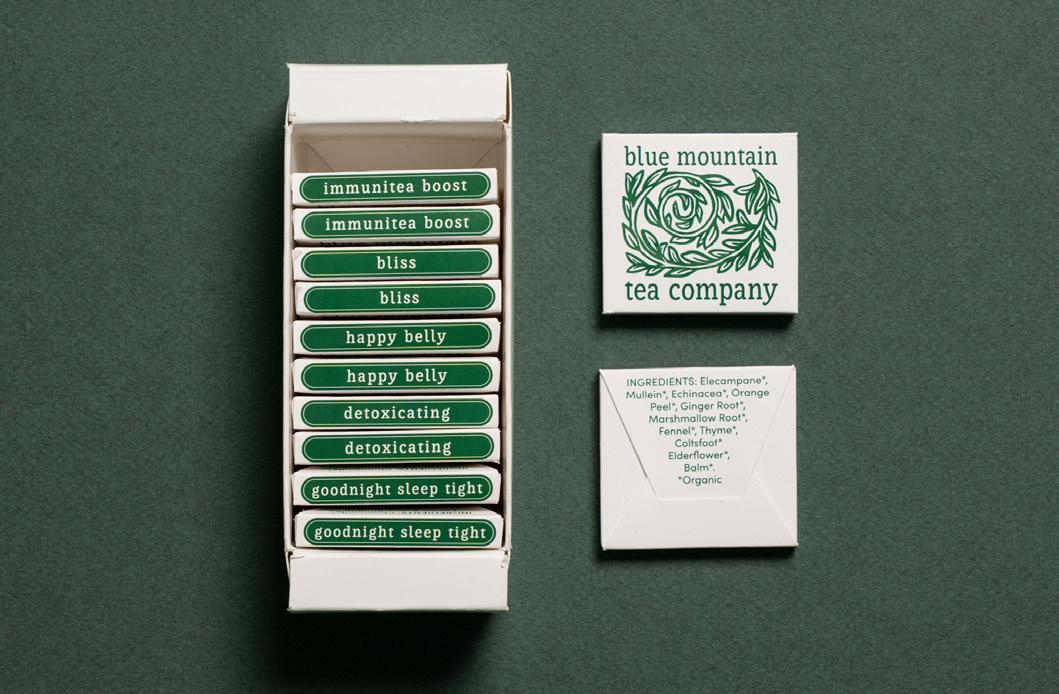 immunitea boost
immunitea boost
bliss
bliss
happy belly
happy belly
detoxicating
detoxicating
goodnight sleep tight
goodnight sleep tight
blue mountain
tea company
INGREDIENTS: Elecampane*,
Mullein*, Echinacea*, Orange
Peel*, Ginger Root*,
Marshmallow Root*,
Fennel*, Thyme*,
Coltsfoot*
Elderflower*,
Balm*.
*Organic